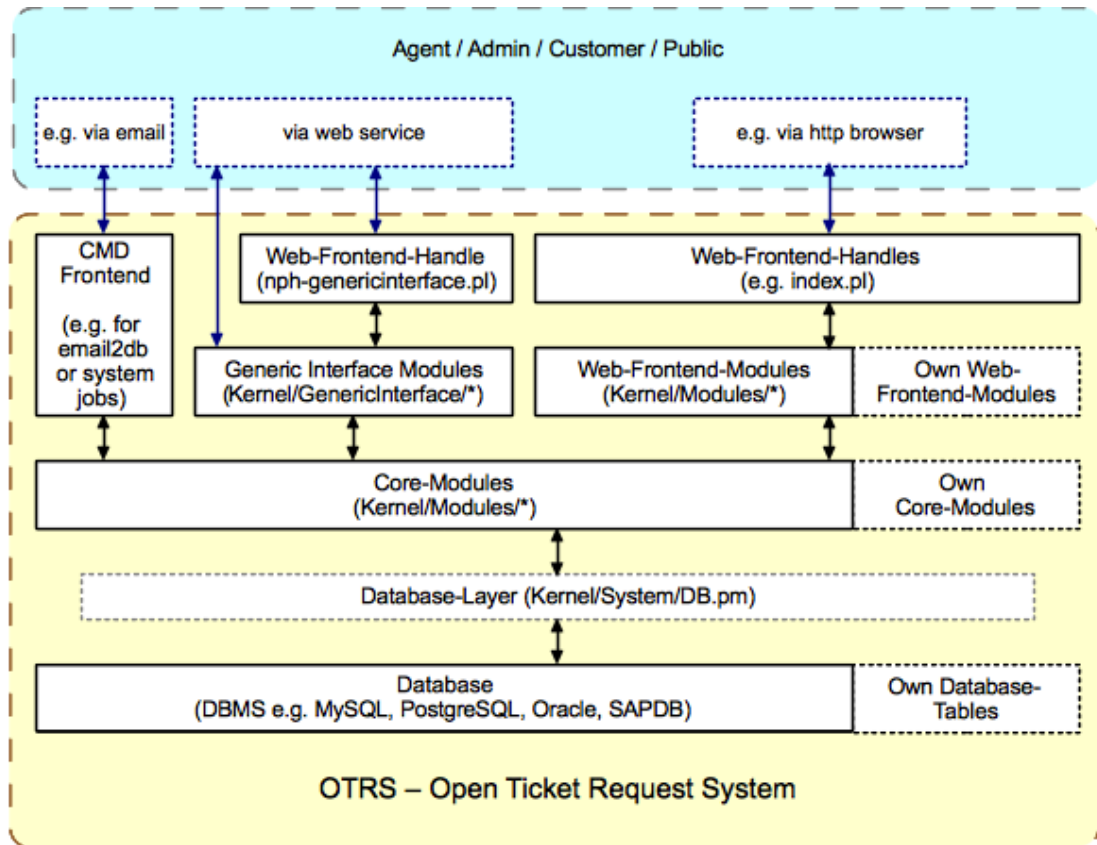 Agent / Admin / Customer / Public
e.g. via email
via web service
e.g. via http browser
CMD
Frontend
(e.g. for
email2db
or system
jobs)
Web-Frontend-Handle
(nph-genericinterface.pl)
Web-Frontend-Handles
(e.g. index.pl)
Generic Interface Modules
(Kernel/GenericInterface/*)
Web-Frontend-Modules
(Kernel/Modules/*)
Own Web-
Frontend-Modules
Core-Modules
(Kernel/Modules/*)
Own
Core-Modules
Database-Layer (Kernel/System/DB.pm)
Database
(DBMS e.g. MySQL, PostgreSQL, Oracle, SAPDB)
Own Database-
Tables
OTRS – Open Ticket Request System